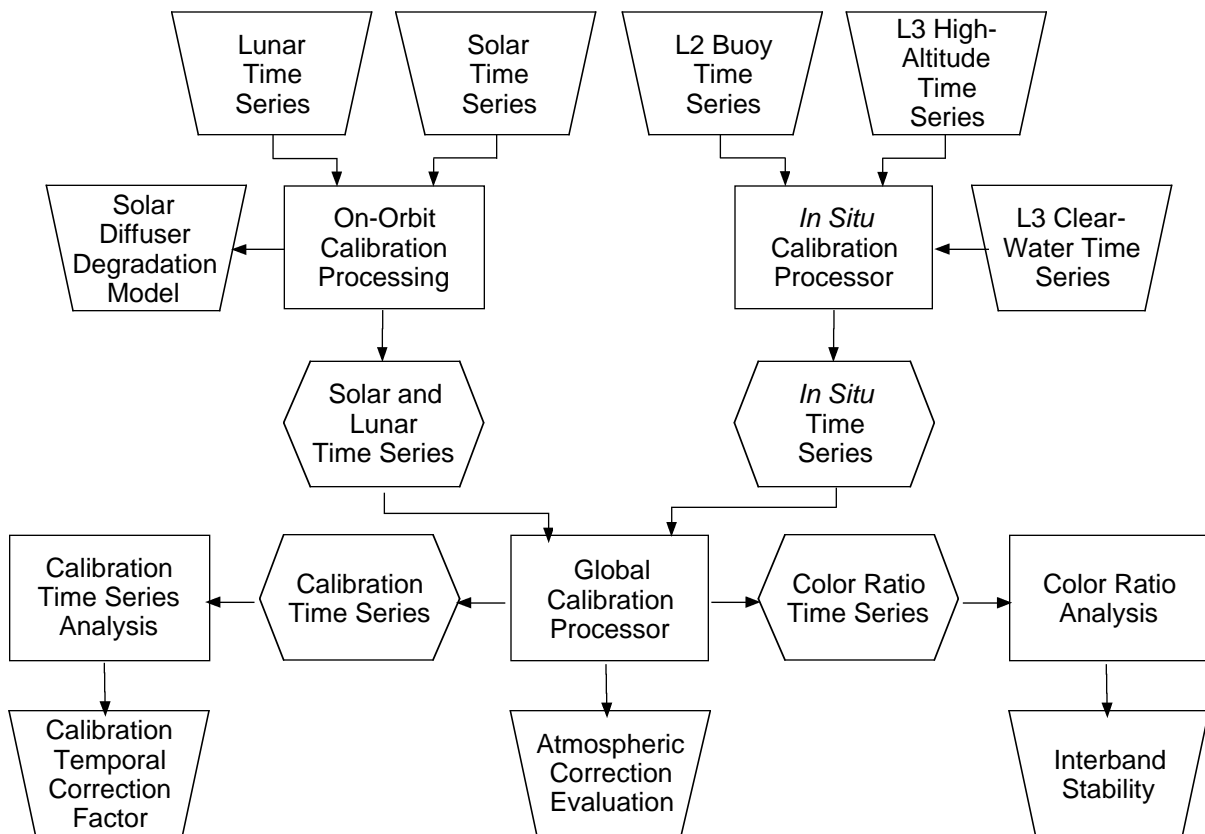 Lunar
Time
Series
Solar
Time
Series
L2 Buoy
Time
Series
L3 High-
Altitude
Time
Series
Solar
Diffuser
Degradation
Model
On-Orbit
Calibration
Processing
In Situ
Calibration
Processor
L3 Clear-
Water Time
Series
Solar and
Lunar
Time Series
In Situ
Time
Series
Calibration
Time Series
Analysis
Calibration
Time Series
Global
Calibration
Processor
Color Ratio
Time Series
Color Ratio
Analysis
Calibration
Temporal
Correction
Factor
Atmospheric
Correction
Evaluation
Interband
Stability